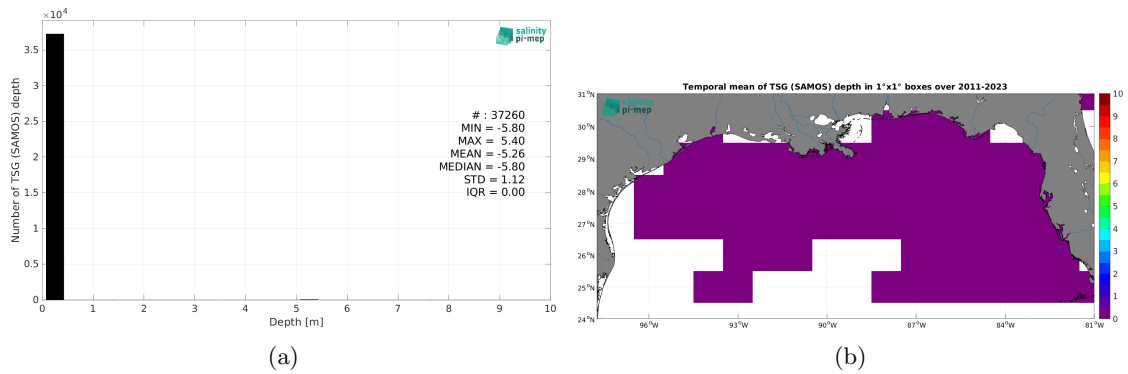 ×10⁴
3.5
3
2.5
2
1.5
1
0.5
0
Number of TSG (SAMOS) depth
salinity
pi-mep
# : 37260
MIN = -5.80
MAX = 5.40
MEAN = -5.26
MEDIAN = -5.80
STD = 1.12
IQR = 0.00
0 1 2 3 4 5 6 7 8 9 10
Depth [m]
(a)
Temporal mean of TSG (SAMOS) depth in 1°x1° boxes over 2011-2023
salinity
pi-mep
31°N
30°N
29°N
28°N
27°N
26°N
25°N
24°N
96°W 93°W 90°W 87°W 84°W 81°W
10
9
8
7
6
5
4
3
2
1
0
(b)